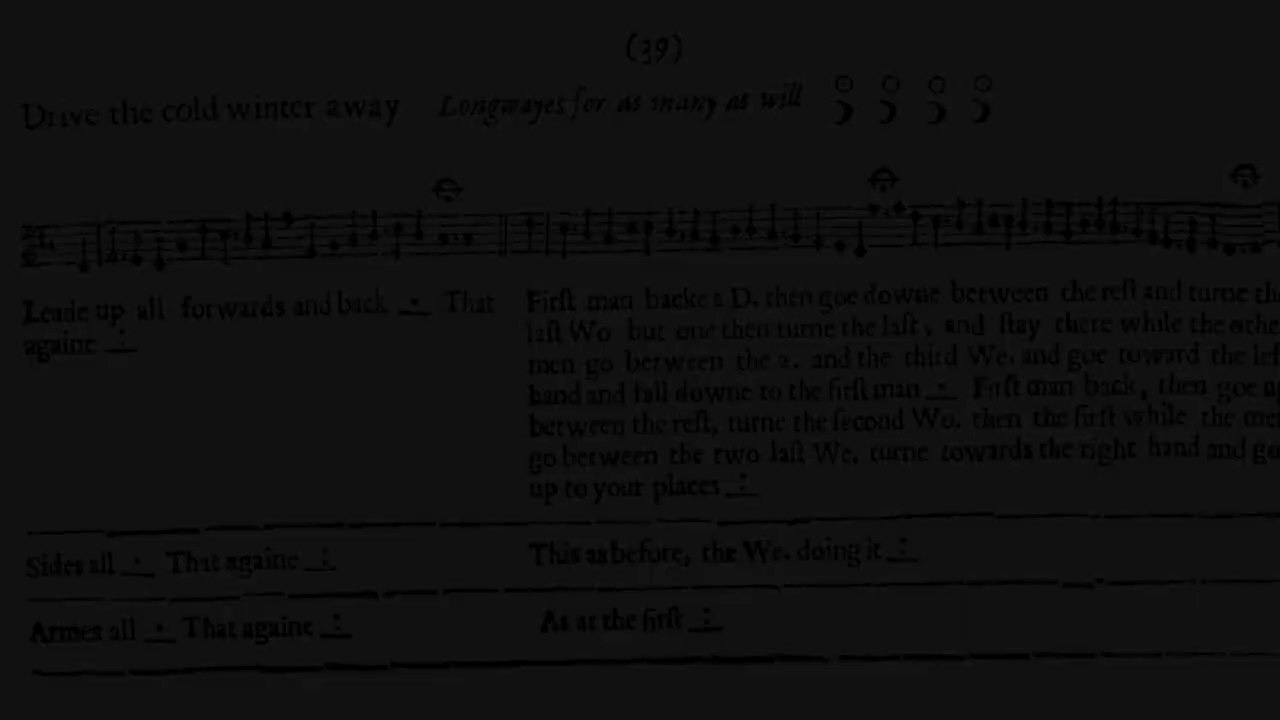 (39)
Drive the cold winter away Longwayes for as many as will
Leade up all forwards and back That
againe
First man backe a D. then goe downe between the rest and turne th
last Wo but one then turne the last, and stay there while the othe
men go between the 2. and the third We. and goe toward the lef
hand and fall downe to the first man First man back, then goe u
between the rest, turne the second Wo. then the first while the me
go between the two last We. turne towards the right hand and go
up to your places
Sides all That againe
This as before, the We. doing it
Armes all That againe
As at the first